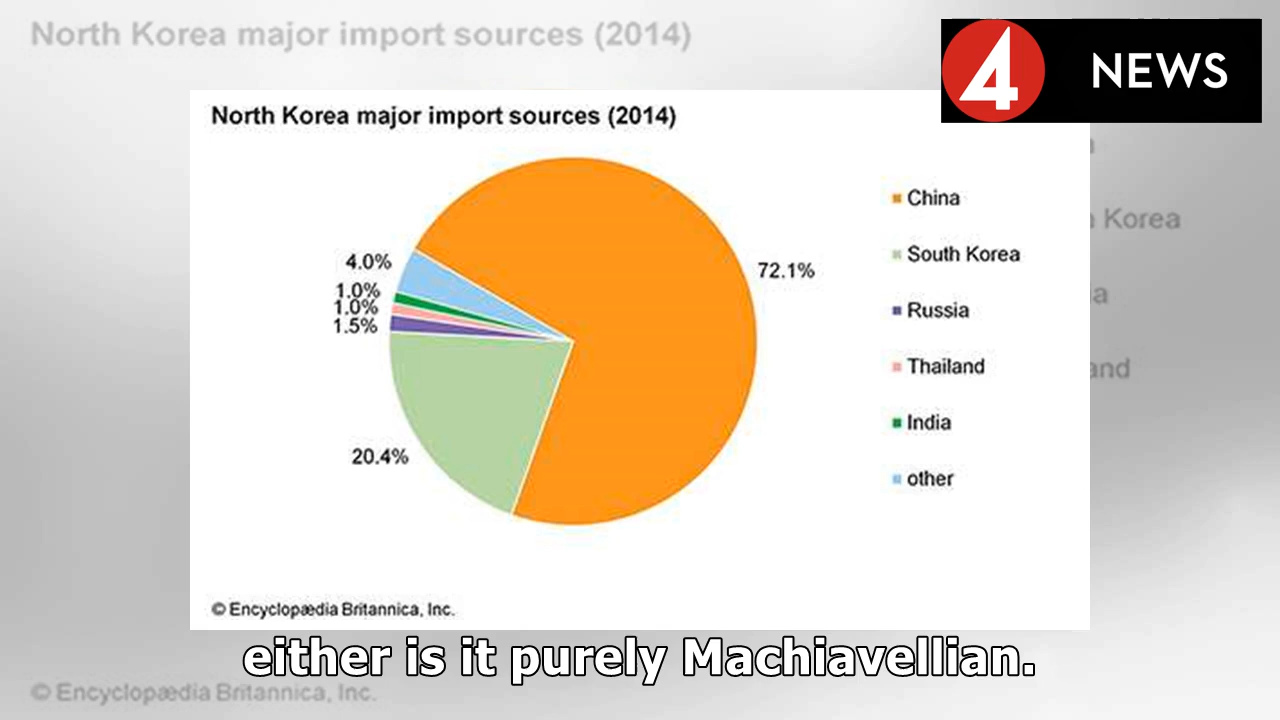 North Korea major import sources (2014)
4 NEWS
North Korea major import sources (2014)
China
72.1%
South Korea
4.0%
1.0%
1.0%
1.5%
Russia
Thailand
India
20.4%
other
© Encyclopædia Britannica, Inc.
either is it purely Machiavellian.
© Encyclopædia Britannica, Inc.
Korea